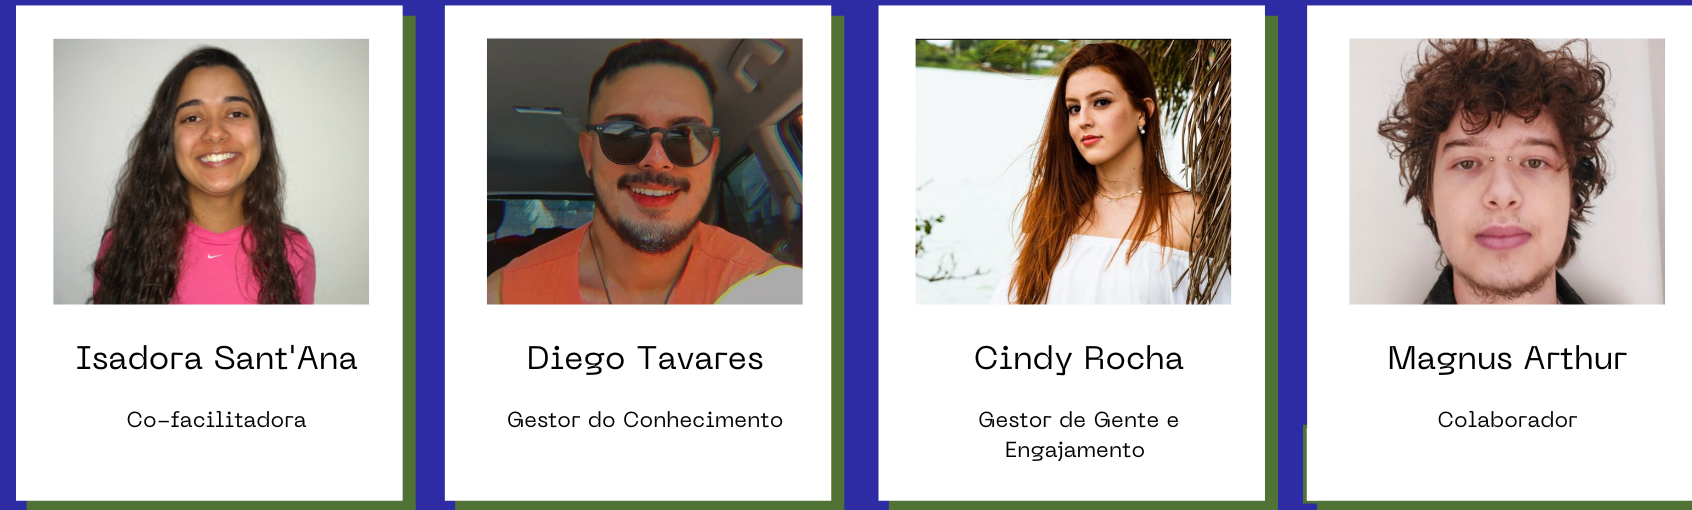 Isadora Sant'Ana
Co-facilitadora
Diego Tavares
Gestor do Conhecimento
Cindy Rocha
Gestor de Gente e
Engajamento
Magnus Arthur
Colaborador